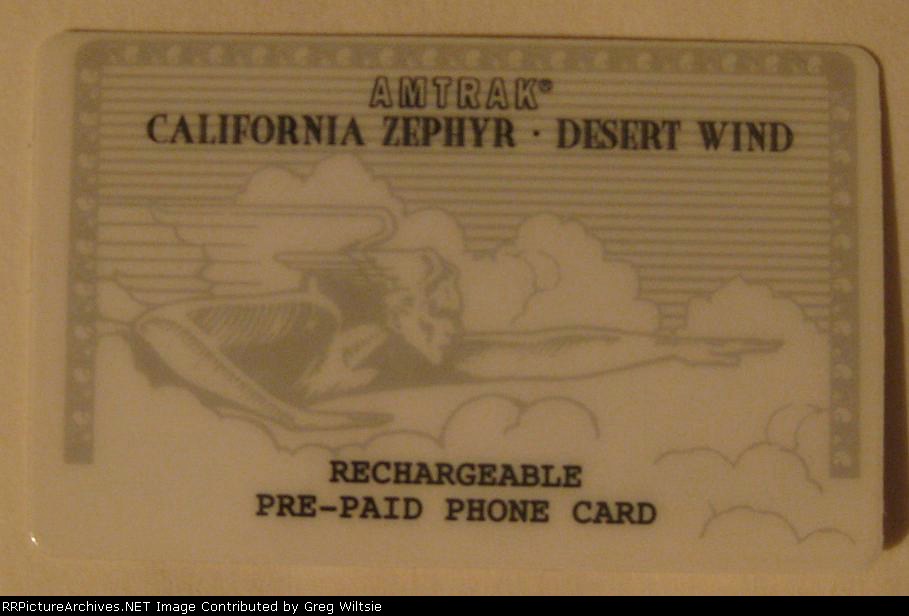 AMTRAK®
CALIFORNIA ZEPHYR · DESERT WIND
RECHARGEABLE
PRE-PAID PHONE CARD
RRPictureArchives.NET Image Contributed by Greg Wiltsie